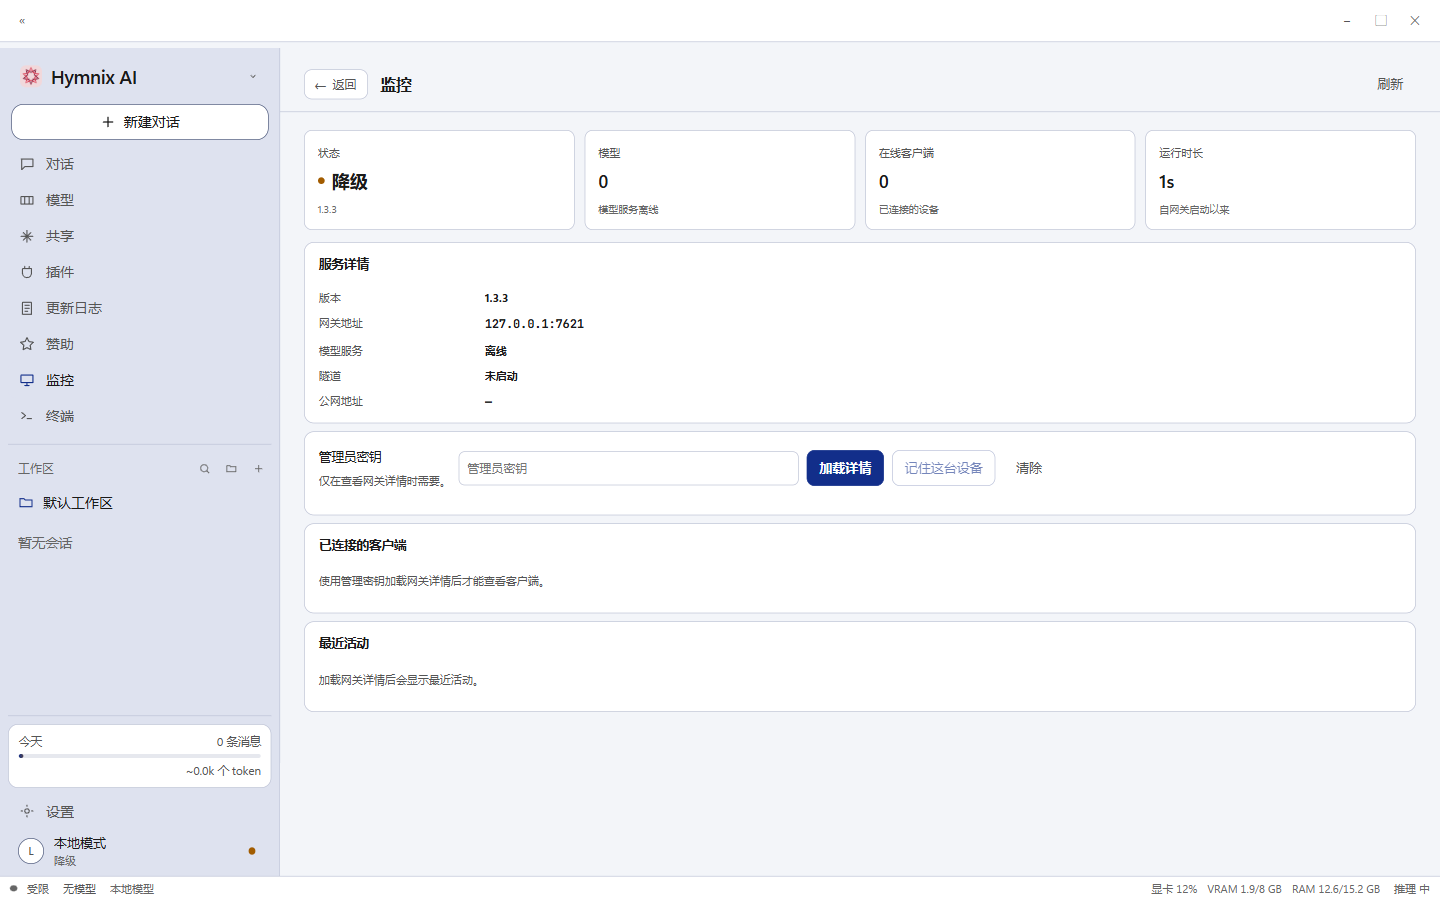 «
Hymnix AI
+ 新建对话
对话
模型
共享
插件
更新日志
赞助
监控
终端
工作区
默认工作区
暂无会话
今天 0 条消息
~0.0k 个 token
设置
L 本地模式
降级
← 返回 监控 刷新
状态
降级
1.3.3
模型
0
模型服务离线
在线客户端
0
已连接的设备
运行时长
1s
自网关启动以来
服务详情
版本 1.3.3
网关地址 127.0.0.1:7621
模型服务 离线
隧道 未启动
公网地址 —
管理员密钥
仅在查看网关详情时需要。
管理员密钥 加载详情 记住这台设备 清除
已连接的客户端
使用管理密钥加载网关详情后才能查看客户端。
最近活动
加载网关详情后会显示最近活动。
受限 无模型 本地模型 显卡 12% VRAM 1.9/8 GB RAM 12.6/15.2 GB 推理 中